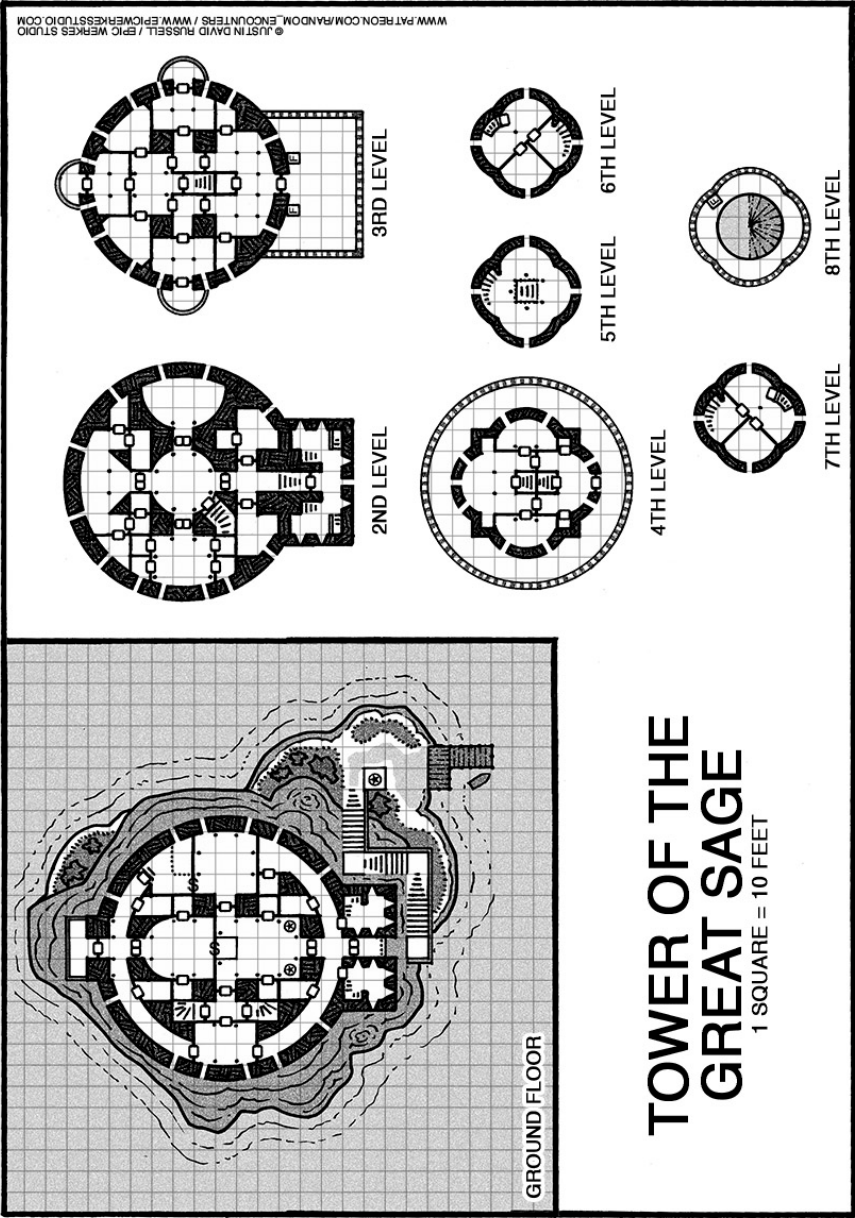 © JUSTIN DAVID RUSSELL / EPIC WERKES STUDIO
WWW.PATREON.COM/RANDOM_ENCOUNTERS / WWW.EPICWERKESSTUDIO.COM
3RD LEVEL
6TH LEVEL
8TH LEVEL
5TH LEVEL
2ND LEVEL
4TH LEVEL
7TH LEVEL
F
F
S
S
GROUND FLOOR
TOWER OF THE
GREAT SAGE
1 SQUARE = 10 FEET